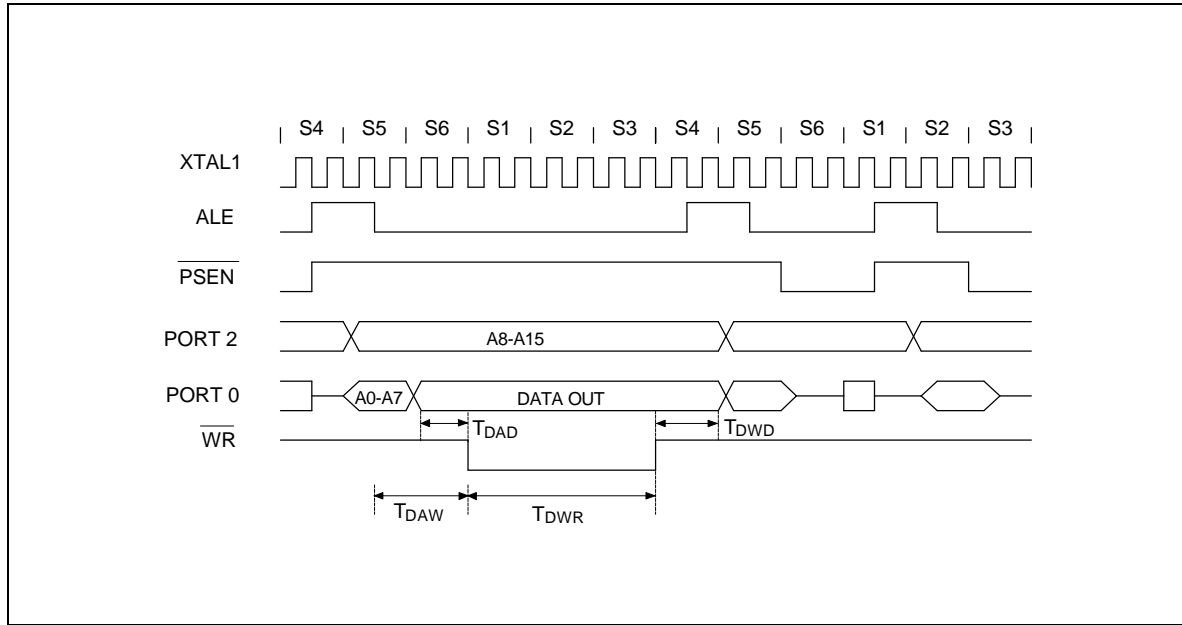 S4 S5 S6 S1 S2 S3 S4 S5 S6 S1 S2 S3
XTAL1
ALE
PSEN
PORT 2 A8-A15
PORT 0 A0-A7 DATA OUT
WR TDAD TDWD
TDAW TDWR